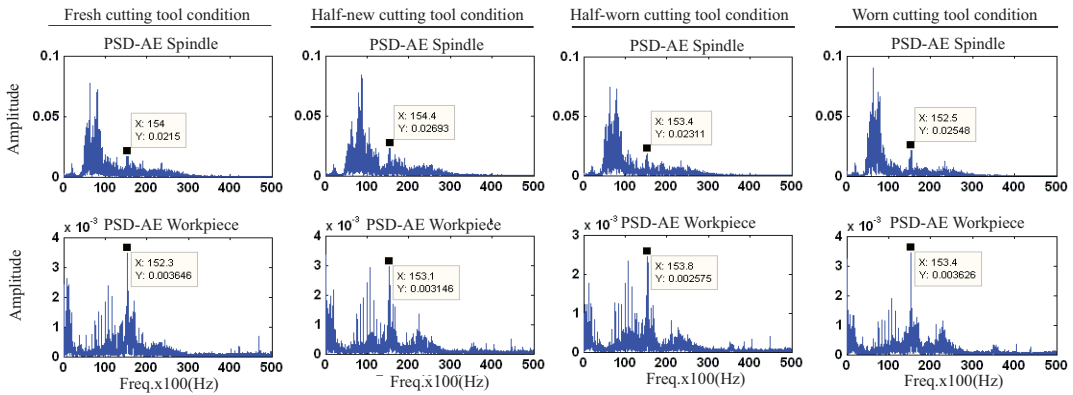 Fresh cutting tool condition
Half-new cutting tool condition
Half-worn cutting tool condition
Worn cutting tool condition
PSD-AE Spindle
PSD-AE Spindle
PSD-AE Spindle
PSD-AE Spindle
Amplitude
0.1
0.05
0
X: 154
Y: 0.0215
0 100 200 300 400 500
0.1
0.05
0
X: 154.4
Y: 0.02693
0 100 200 300 400 500
0.1
0.05
0
X: 153.4
Y: 0.02311
0 100 200 300 400 500
0.1
0.05
0
X: 152.5
Y: 0.02548
0 100 200 300 400 500
x 10⁻³ PSD-AE Workpiece
x 10⁻³ PSD-AE Workpiece
x 10⁻³ PSD-AE Workpiece
x 10⁻³ PSD-AE Workpiece
Amplitude
4
3
2
1
0
X: 152.3
Y: 0.003646
0 100 200 300 400 500
Freq.x100(Hz)
4
3
2
1
0
X: 153.1
Y: 0.003146
0 100 200 300 400 500
Freq.x100(Hz)
3
2
1
0
X: 153.8
Y: 0.002575
0 100 200 300 400 500
Freq.x100(Hz)
4
3
2
1
0
X: 153.4
Y: 0.003626
0 100 200 300 400 500
Freq.x100(Hz)